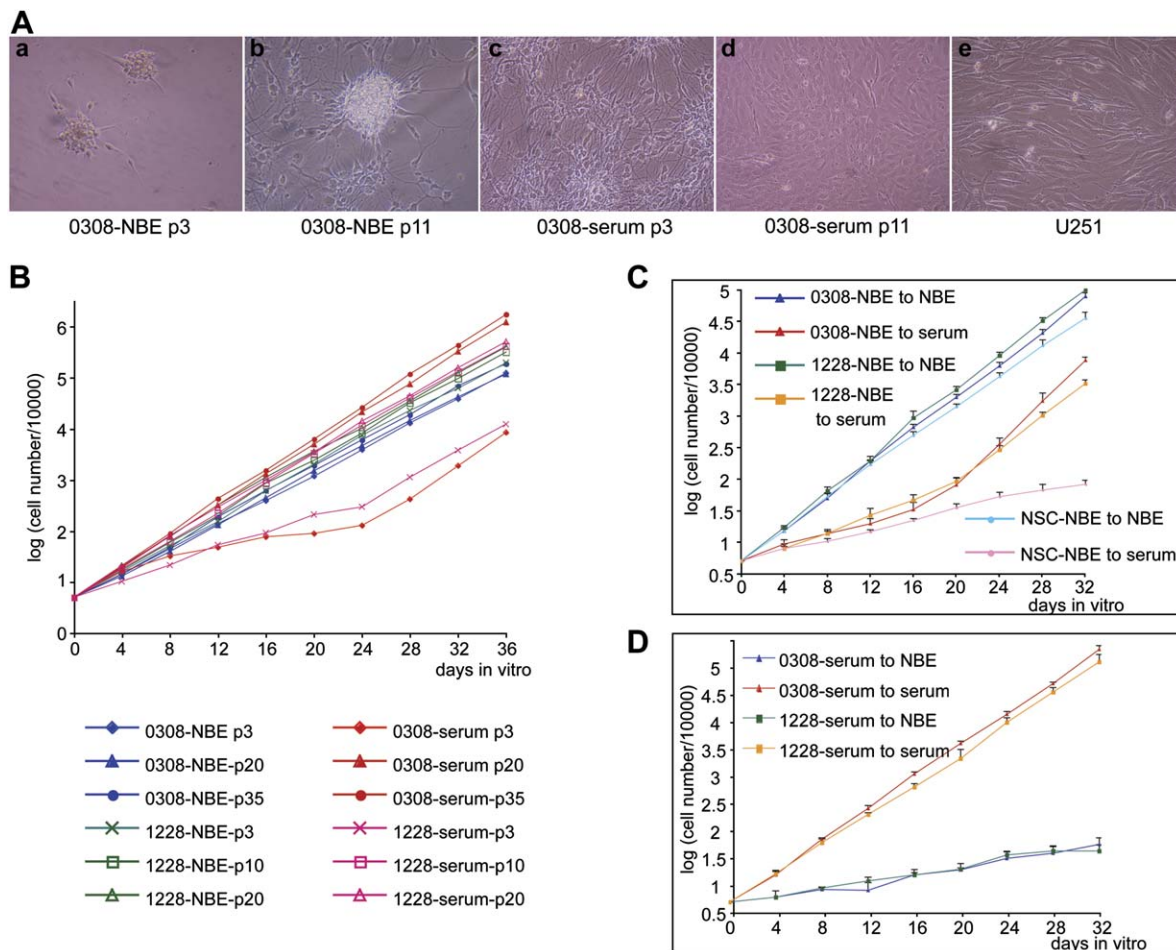 A
a
b
c
d
e
0308-NBE p3
0308-NBE p11
0308-serum p3
0308-serum p11
U251
B
log (cell number/10000)
6
5
4
3
2
1
0
0 4 8 12 16 20 24 28 32 36
days in vitro
0308-NBE p3
0308-NBE-p20
0308-NBE-p35
1228-NBE-p3
1228-NBE-p10
1228-NBE-p20
0308-serum p3
0308-serum p20
0308-serum-p35
1228-serum-p3
1228-serum-p10
1228-serum-p20
C
log (cell number/10000)
5
4.5
4
3.5
3
2.5
2
1.5
1
0.5
0308-NBE to NBE
0308-NBE to serum
1228-NBE to NBE
1228-NBE
to serum
NSC-NBE to NBE
NSC-NBE to serum
0 4 8 12 16 20 24 28 32
days in vitro
D
log (cell number/10000)
5
4.5
4
3.5
3
2.5
2
1.5
1
0.5
0308-serum to NBE
0308-serum to serum
1228-serum to NBE
1228-serum to serum
0 4 8 12 16 20 24 28 32
days in vitro